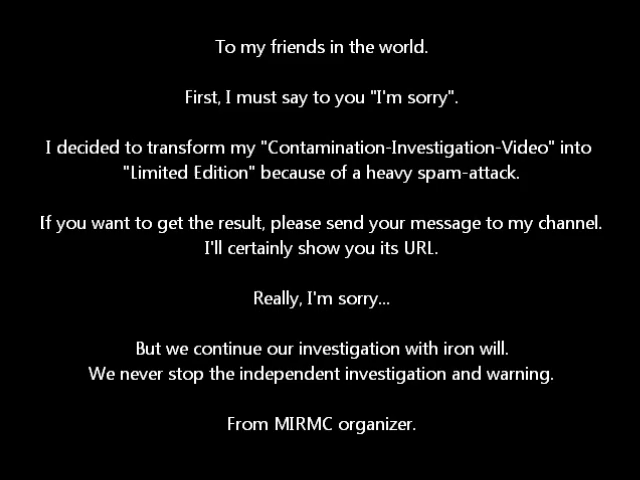 To my friends in the world.
First, I must say to you "I'm sorry".
I decided to transform my "Contamination-Investigation-Video" into
"Limited Edition" because of a heavy spam-attack.
If you want to get the result, please send your message to my channel.
I'll certainly show you its URL.
Really, I'm sorry...
But we continue our investigation with iron will.
We never stop the independent investigation and warning.
From MIRMC organizer.